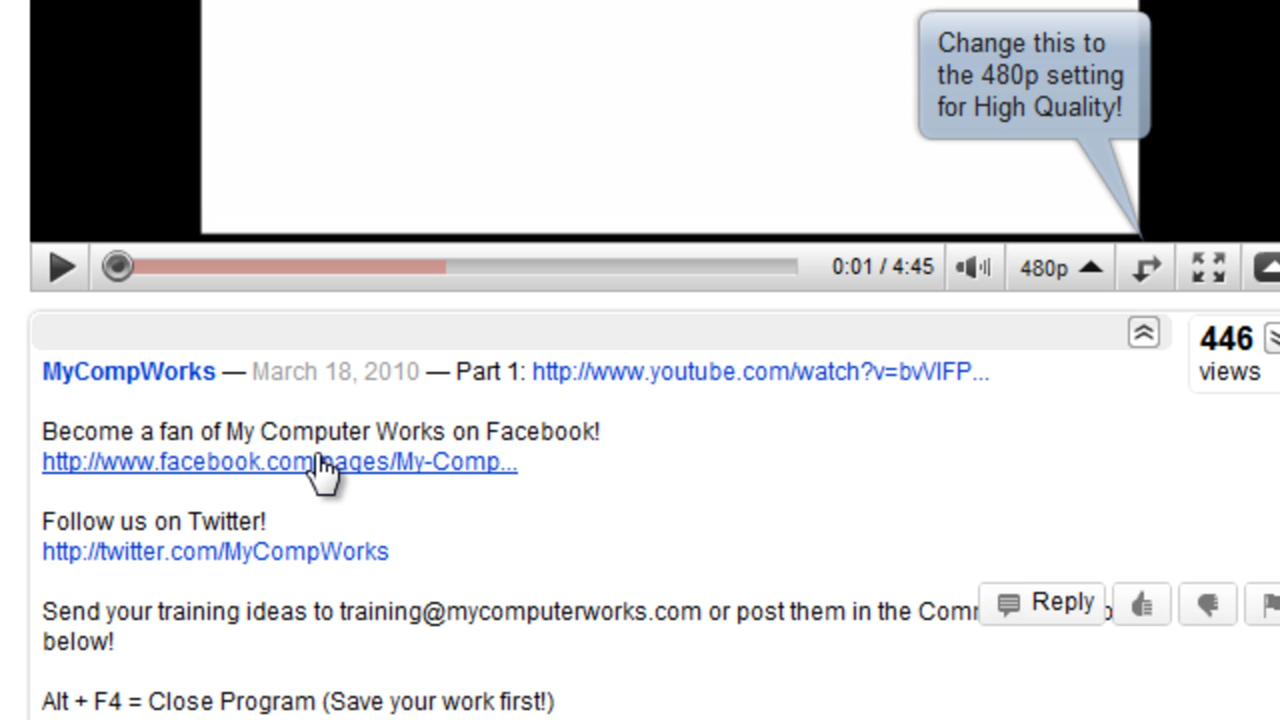 Change this to
the 480p setting
for High Quality!
0:01 / 4:45
480p
446
views
MyCompWorks — March 18, 2010 — Part 1: http://www.youtube.com/watch?v=bvVIFP...
Become a fan of My Computer Works on Facebook!
http://www.facebook.com/pages/My-Comp...
Follow us on Twitter!
http://twitter.com/MyCompWorks
Send your training ideas to training@mycomputerworks.com or post them in the
Reply
below!
Alt + F4 = Close Program (Save your work first!)